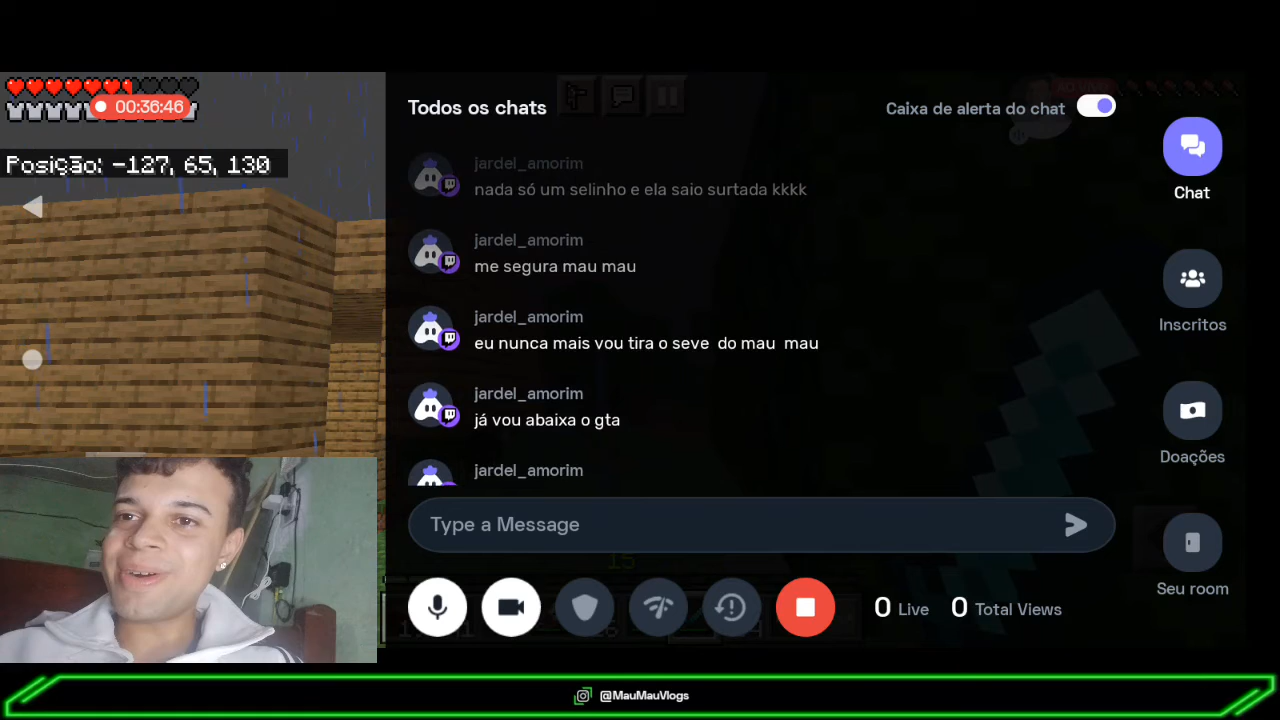 00:36:46
Posição: -127, 65, 130
Todos os chats
Caixa de alerta do chat
jardel_amorim
nada só um selinho e ela saio surtada kkkk
jardel_amorim
me segura mau mau
jardel_amorim
eu nunca mais vou tira o seve do mau mau
jardel_amorim
já vou abaixa o gta
jardel_amorim
Type a Message
0 Live
0 Total Views
Chat
Inscritos
Doações
Seu room
15
@MauMauVlogs